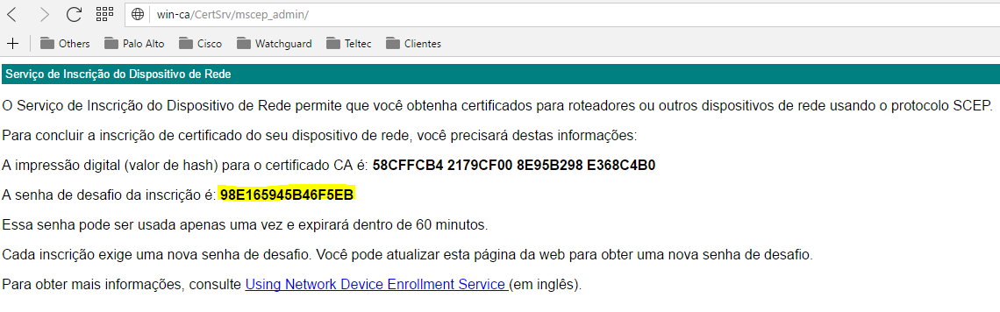 win-ca/CertSrv/mscep_admin/
Others Palo Alto Cisco Watchguard Teltec Clientes
Serviço de Inscrição do Dispositivo de Rede
O Serviço de Inscrição do Dispositivo de Rede permite que você obtenha certificados para roteadores ou outros dispositivos de rede usando o protocolo SCEP.
Para concluir a inscrição de certificado do seu dispositivo de rede, você precisará destas informações:
A impressão digital (valor de hash) para o certificado CA é: 58CFFCB4 2179CF00 8E95B298 E368C4B0
A senha de desafio da inscrição é: 98E165945B46F5EB
Essa senha pode ser usada apenas uma vez e expirará dentro de 60 minutos.
Cada inscrição exige uma nova senha de desafio. Você pode atualizar esta página da web para obter uma nova senha de desafio.
Para obter mais informações, consulte Using Network Device Enrollment Service (em inglês).